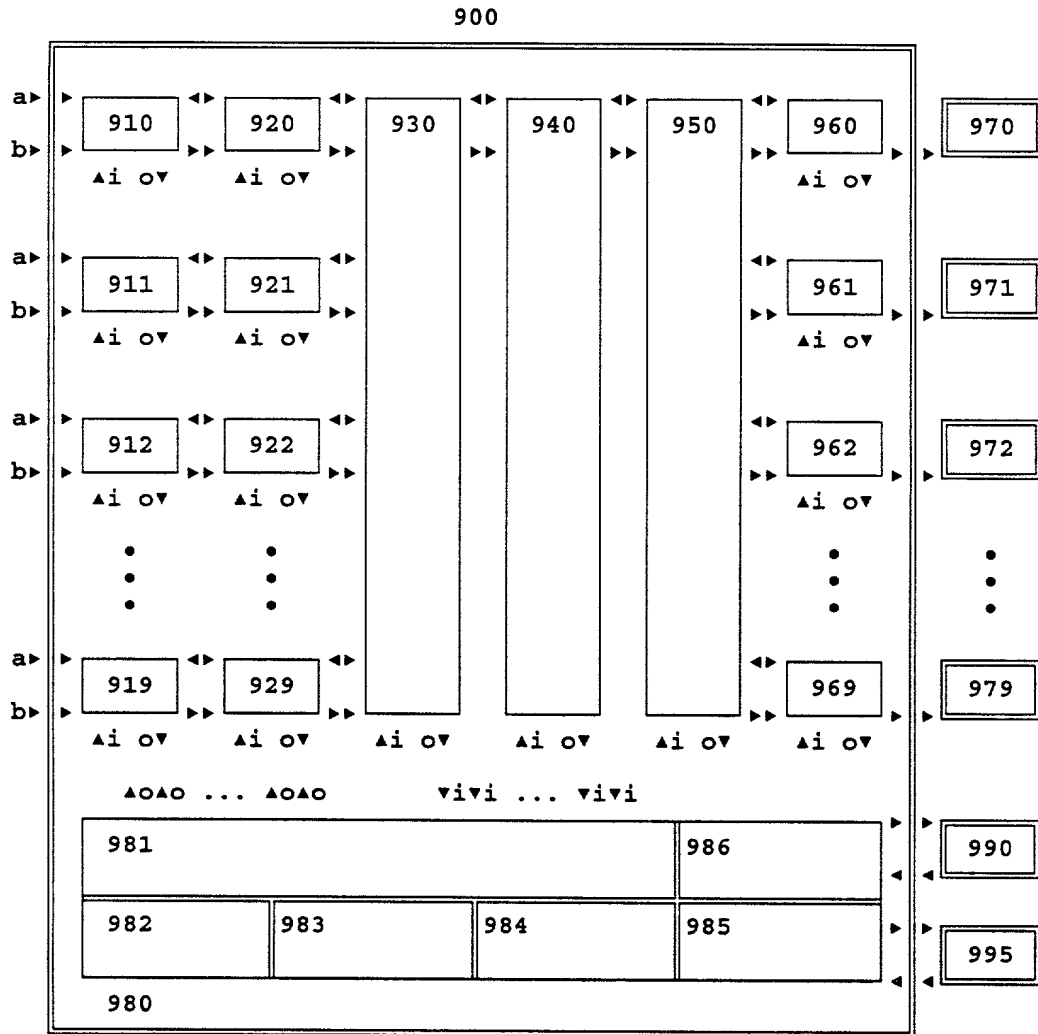 900
a▶ ▶ 910 ◀▶ 920 ◀▶ 930 ◀▶ 940 ◀▶ 950 ◀▶ 960 970
b▶ ▶ ▶▶ ▶▶ ▶▶ ▶▶ ▶▶ ▶ ▶
▲i o▼ ▲i o▼ ▲i o▼
a▶ ▶ 911 ◀▶ 921 ◀▶ ◀▶ 961 971
b▶ ▶ ▶▶ ▶▶ ▶▶ ▶ ▶
▲i o▼ ▲i o▼ ▲i o▼
a▶ ▶ 912 ◀▶ 922 ◀▶ ◀▶ 962 972
b▶ ▶ ▶▶ ▶▶ ▶▶ ▶ ▶
▲i o▼ ▲i o▼ ▲i o▼
a▶ ▶ 919 ◀▶ 929 ◀▶ ◀▶ 969 979
b▶ ▶ ▶▶ ▶▶ ▶▶ ▶ ▶
▲i o▼ ▲i o▼ ▲i o▼ ▲i o▼ ▲i o▼ ▲i o▼
▲o▲o ... ▲o▲o ▼i▼i ... ▼i▼i
981 986 990
982 983 984 985 995
980